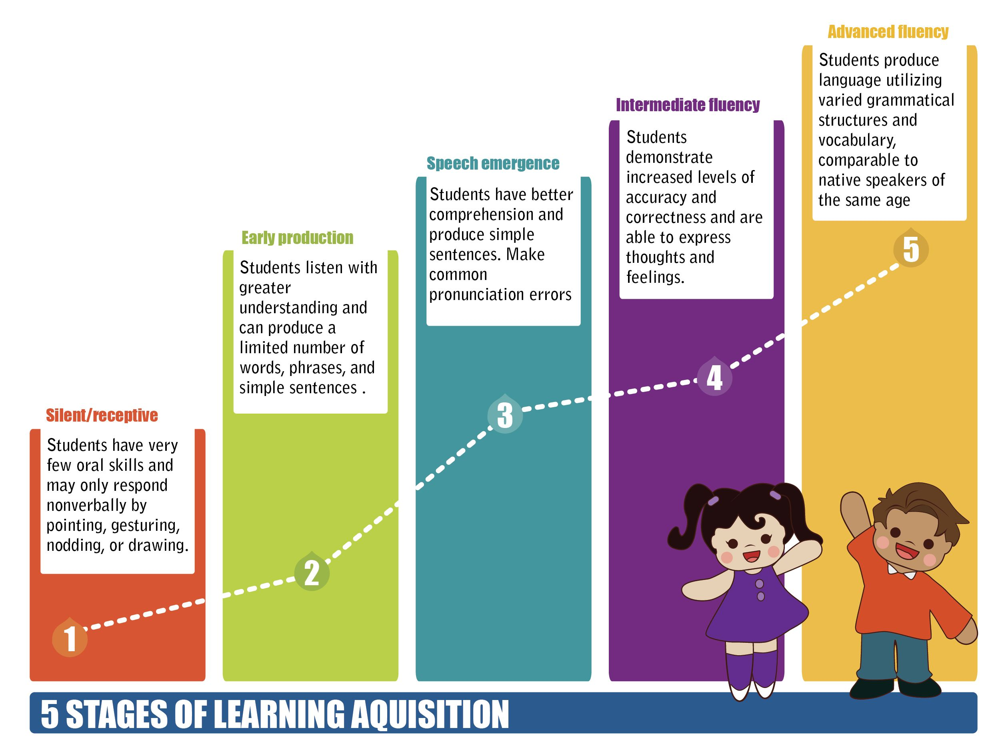 Silent/receptive
Students have very
few oral skills and
may only respond
nonverbally by
pointing, gesturing,
nodding, or drawing.
1
Early production
Students listen with
greater
understanding and
can produce a
limited number of
words, phrases, and
simple sentences .
2
Speech emergence
Students have better
comprehension and
produce simple
sentences. Make
common
pronunciation errors
3
Intermediate fluency
Students
demonstrate
increased levels of
accuracy and
correctness and are
able to express
thoughts and
feelings.
4
Advanced fluency
Students produce
language utilizing
varied grammatical
structures and
vocabulary,
comparable to
native speakers of
the same age
5
5 STAGES OF LEARNING AQUISITION